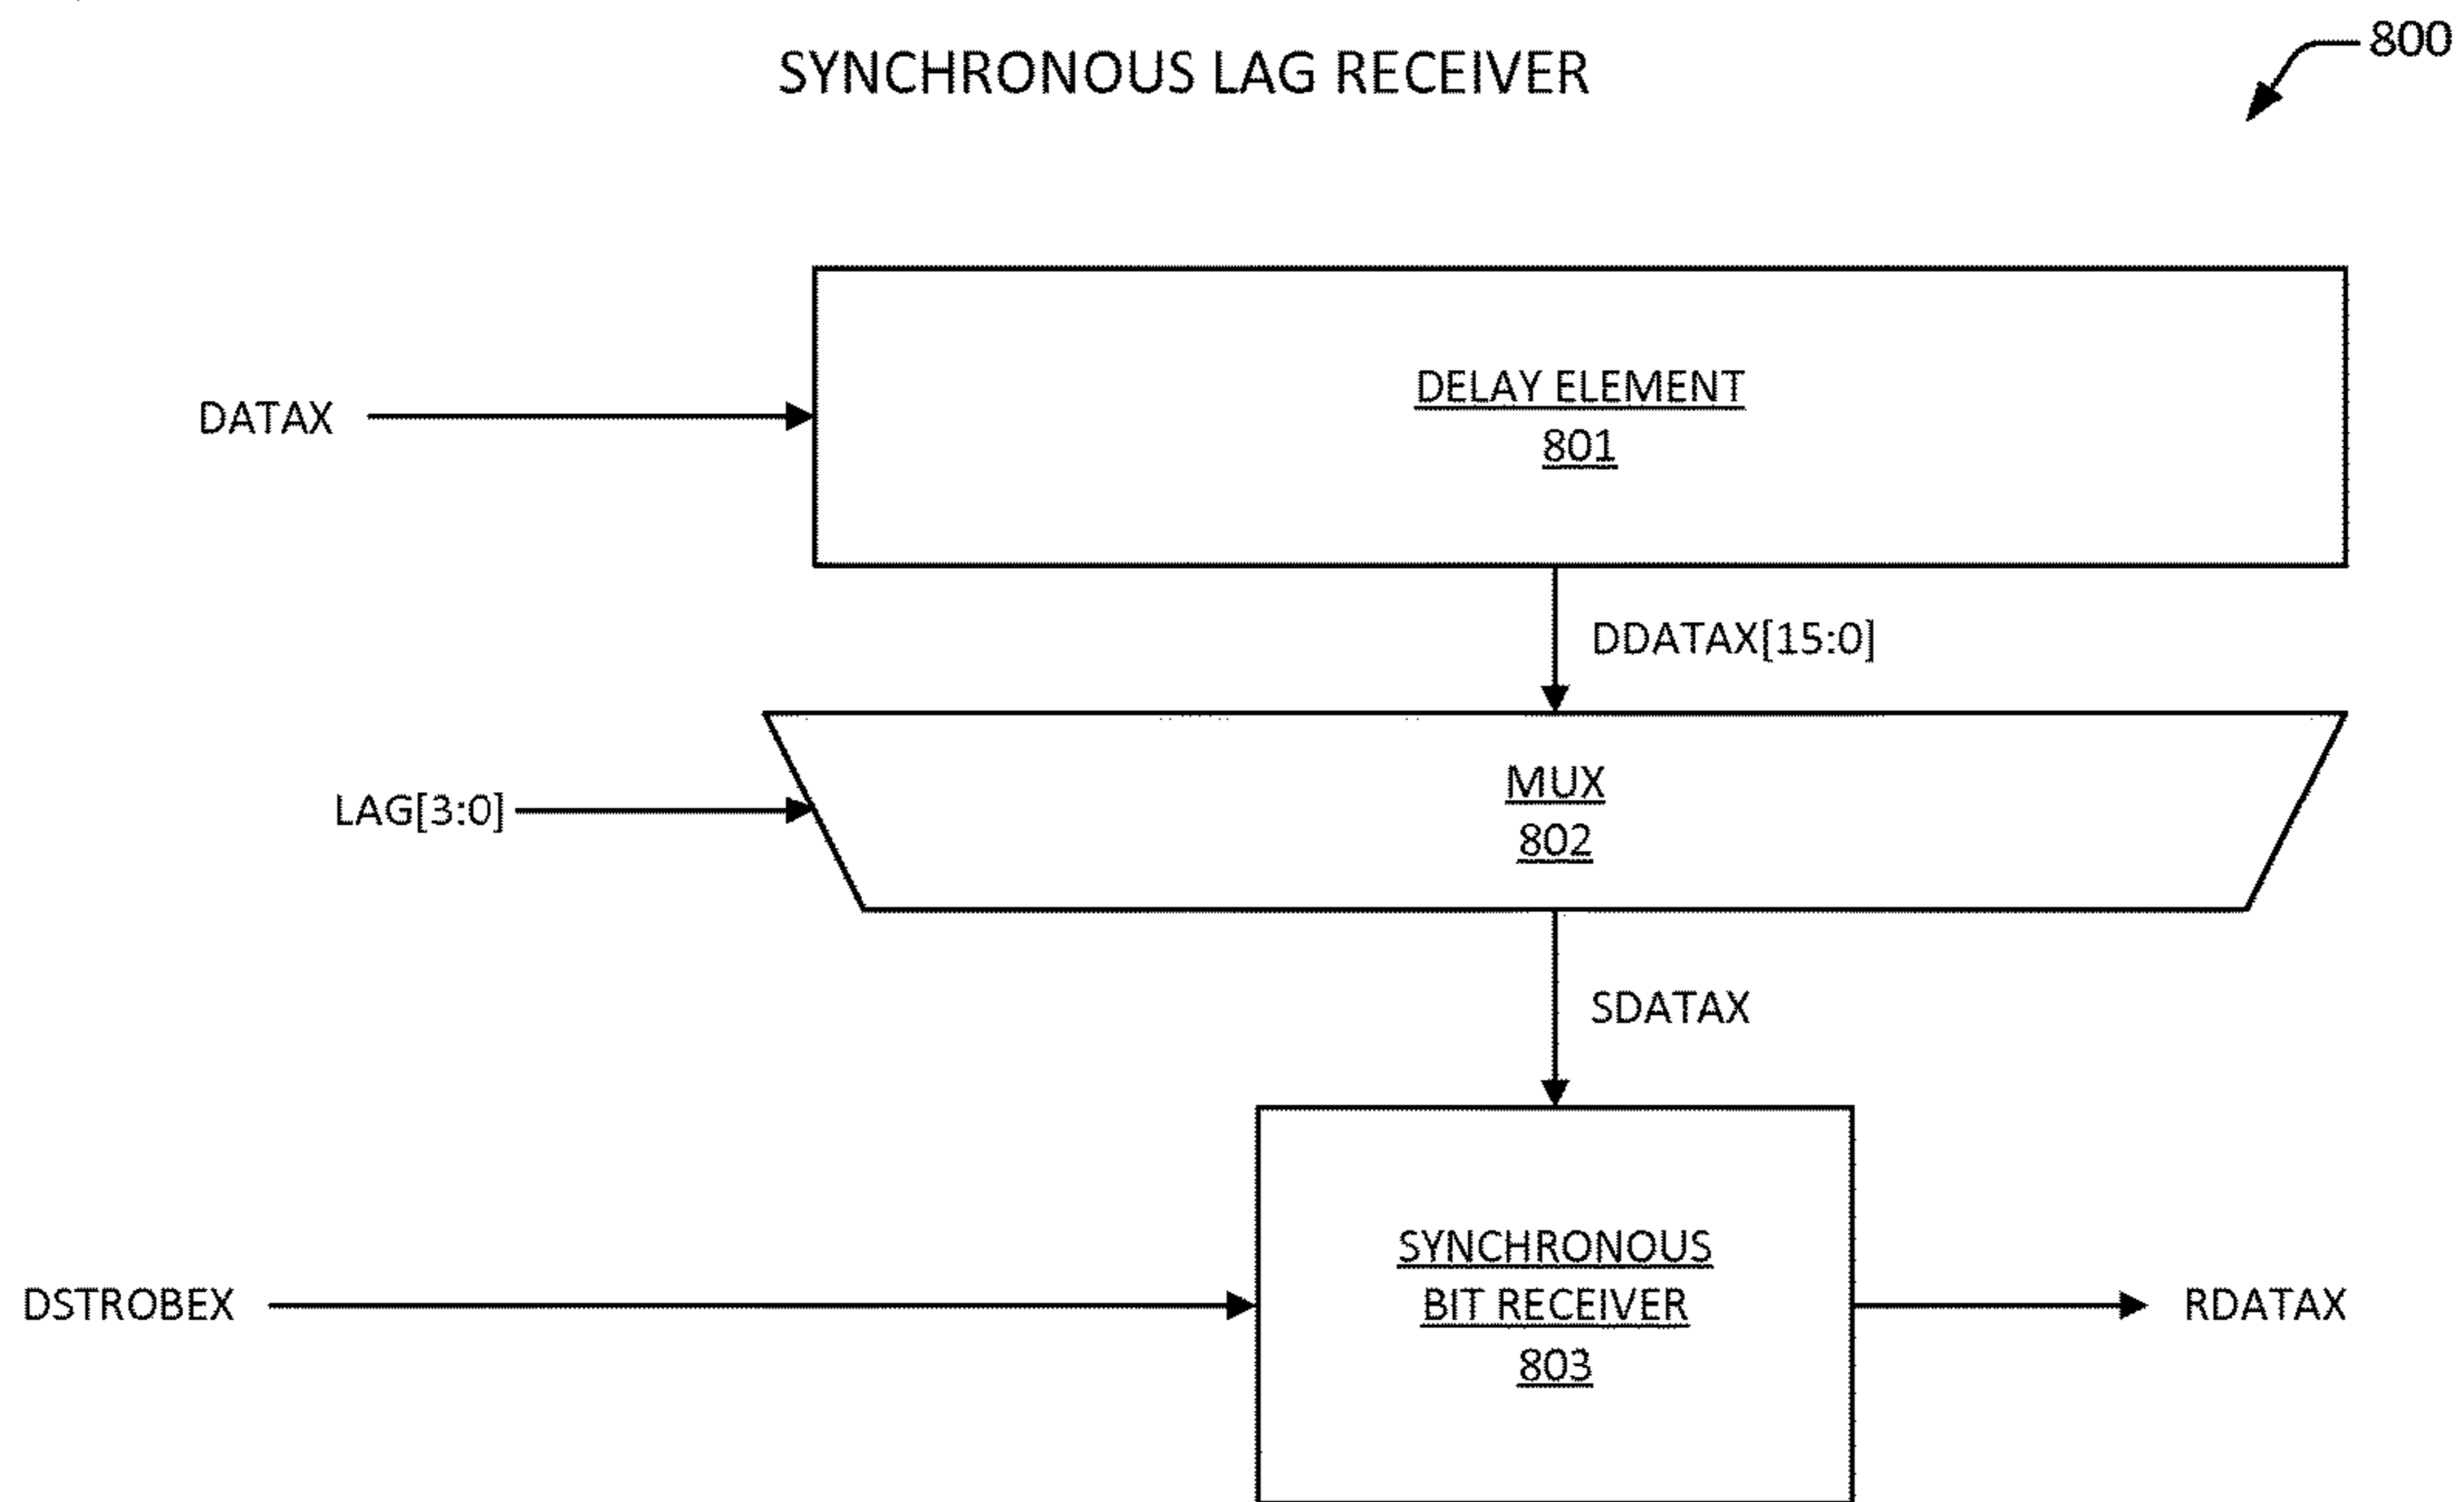 800
SYNCHRONOUS LAG RECEIVER
DELAY ELEMENT
801
DATAX
DDATAX[15:0]
MUX
802
LAG[3:0]
SDATAX
SYNCHRONOUS
BIT RECEIVER
803
DSTROBEX
RDATAX